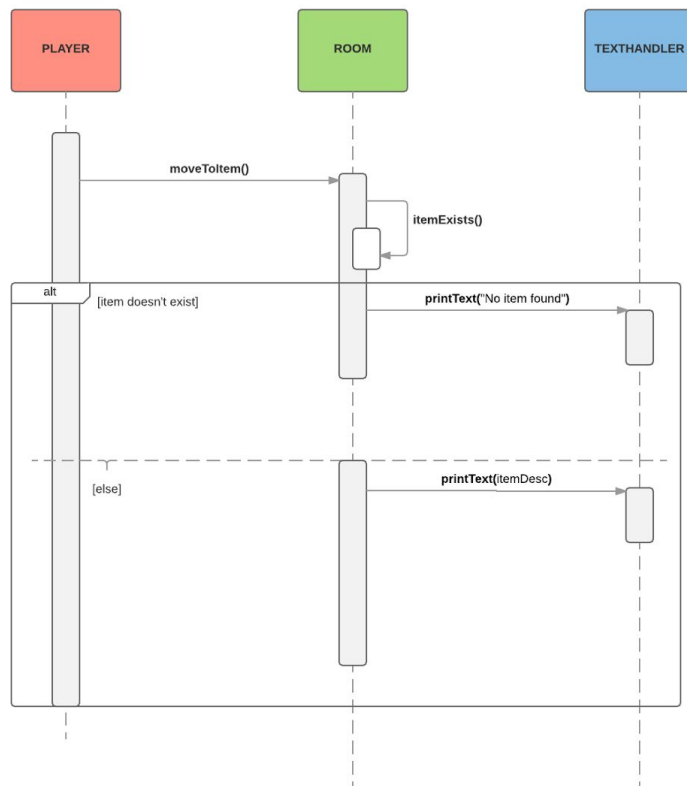 PLAYER
ROOM
TEXTHANDLER
moveToItem()
itemExists()
alt
[item doesn't exist]
printText("No item found")
[else]
printText(itemDesc)